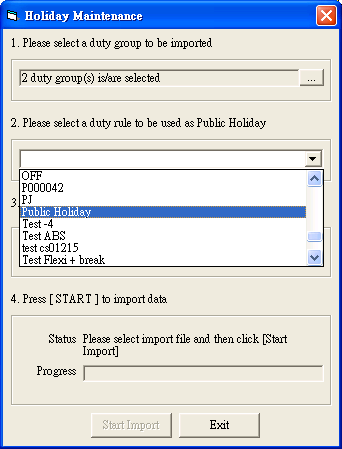 Holiday Maintenance
1. Please select a duty group to be imported
2 duty group(s) is/are selected
...
2. Please select a duty rule to be used as Public Holiday
OFF
P000042
PJ
Public Holiday
Test -4
Test ABS
test cs01215
Test Flexi + break
3
4. Press [ START ] to import data
Status Please select import file and then click [Start
Import]
Progress
Start Import Exit